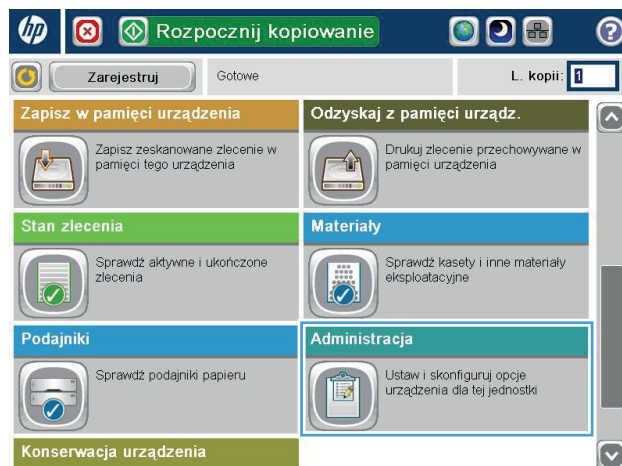 hp
Rozpocznij kopiowanie
?
Zarejestruj
Gotowe
L. kopii: 1
Zapisz w pamięci urządzenia
Zapisz zeskanowane zlecenie w
pamięci tego urządzenia
Odzyskaj z pamięci urządz.
Drukuj zlecenie przechowywane w
pamięci urządzenia
Stan zlecenia
Sprawdź aktywne i ukończone
zlecenia
Materiały
Sprawdź kasety i inne materiały
eksploatacyjne
Podajniki
Sprawdź podajniki papieru
Administracja
Ustaw i skonfiguruj opcje
urządzenia dla tej jednostki
Konserwacja urządzenia